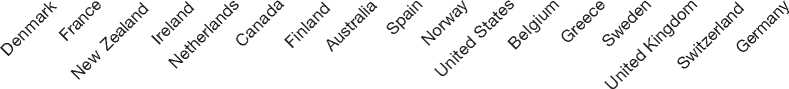 Denmark
France
New Zealand
Ireland
Netherlands
Canada
Finland
Australia
Spain
Norway
United States
Belgium
Greece
Sweden
United Kingdom
Switzerland
Germany